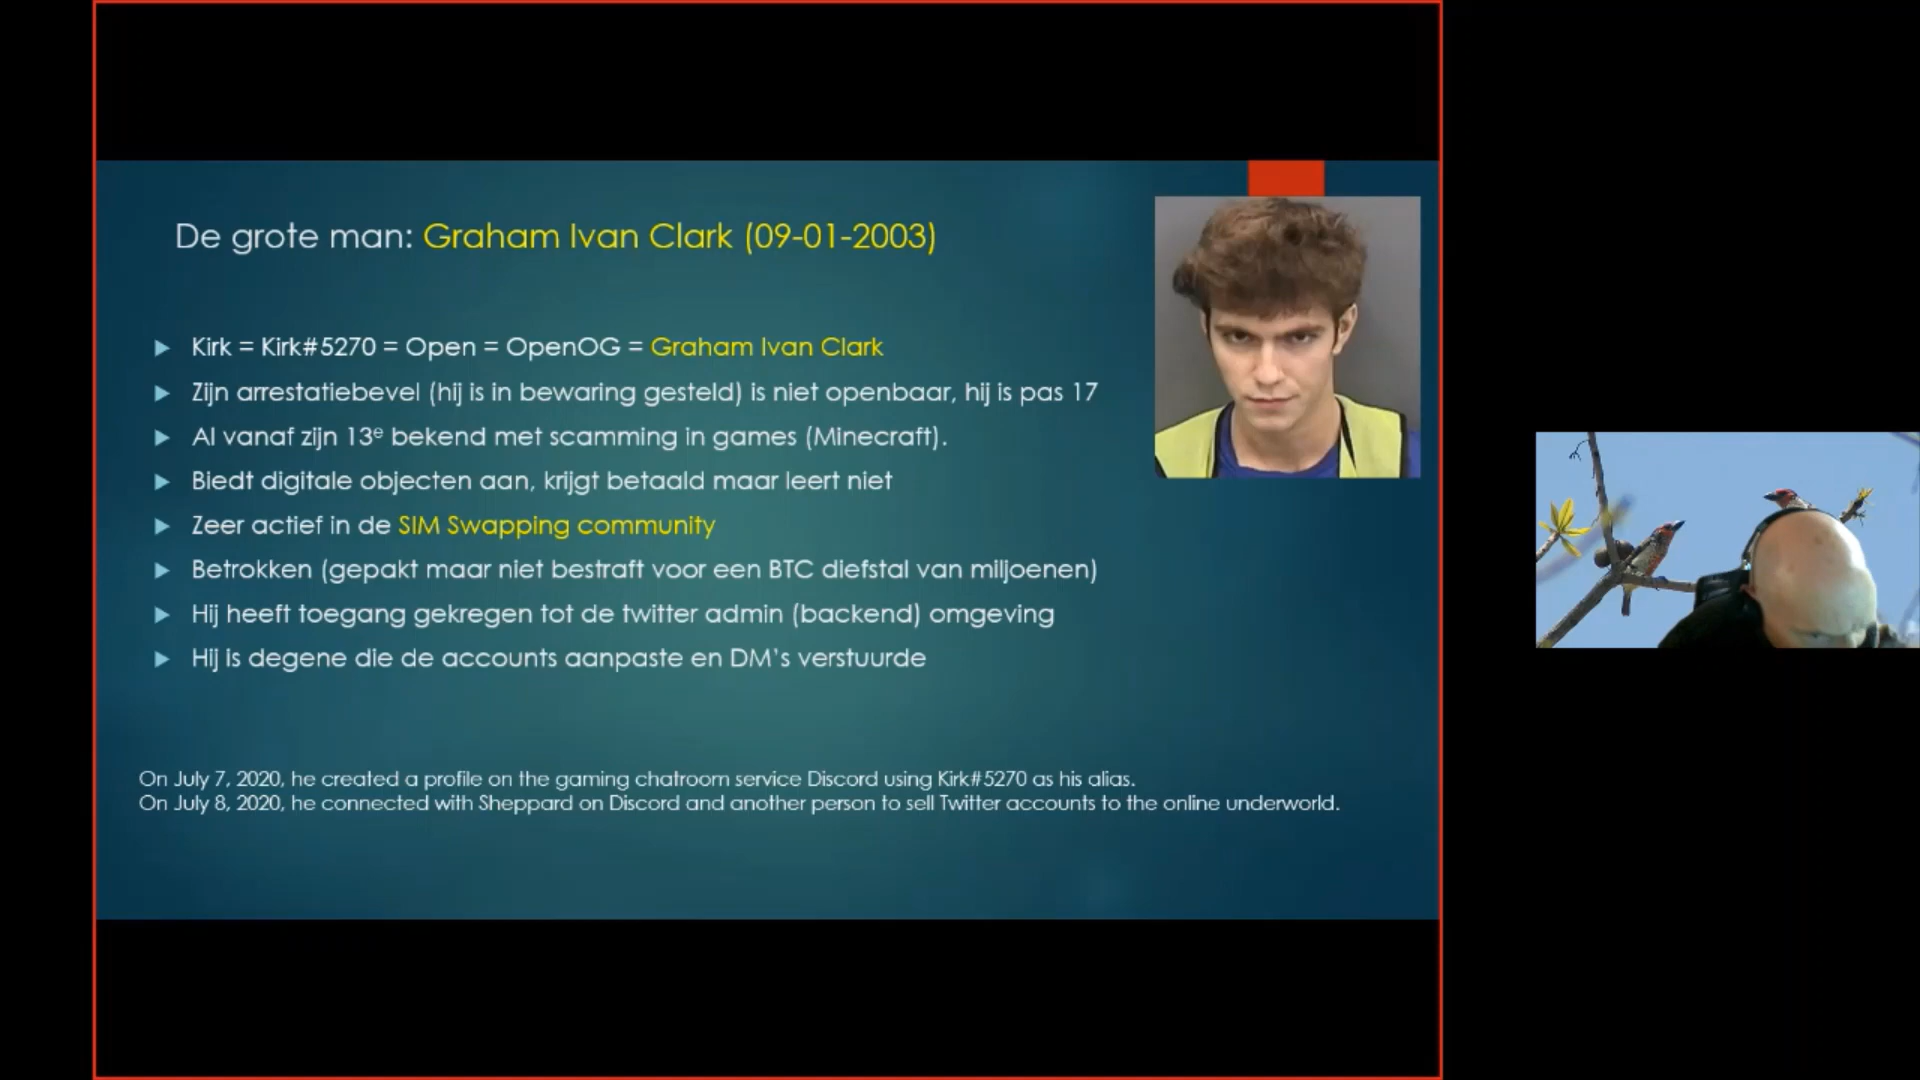 De grote man: Graham Ivan Clark (09-01-2003)
Kirk = Kirk#5270 = Open = OpenOG = Graham Ivan Clark
Zijn arrestatiebevel (hij is in bewaring gesteld) is niet openbaar, hij is pas 17
Al vanaf zijn 13e bekend met scamming in games (Minecraft).
Biedt digitale objecten aan, krijgt betaald maar leert niet
Zeer actief in de SIM Swapping community
Betrokken (gepakt maar niet bestraft voor een BTC diefstal van miljoenen)
Hij heeft toegang gekregen tot de twitter admin (backend) omgeving
Hij is degene die de accounts aanpaste en DM's verstuurde
On July 7, 2020, he created a profile on the gaming chatroom service Discord using Kirk#5270 as his alias.
On July 8, 2020, he connected with Sheppard on Discord and another person to sell Twitter accounts to the online underworld.